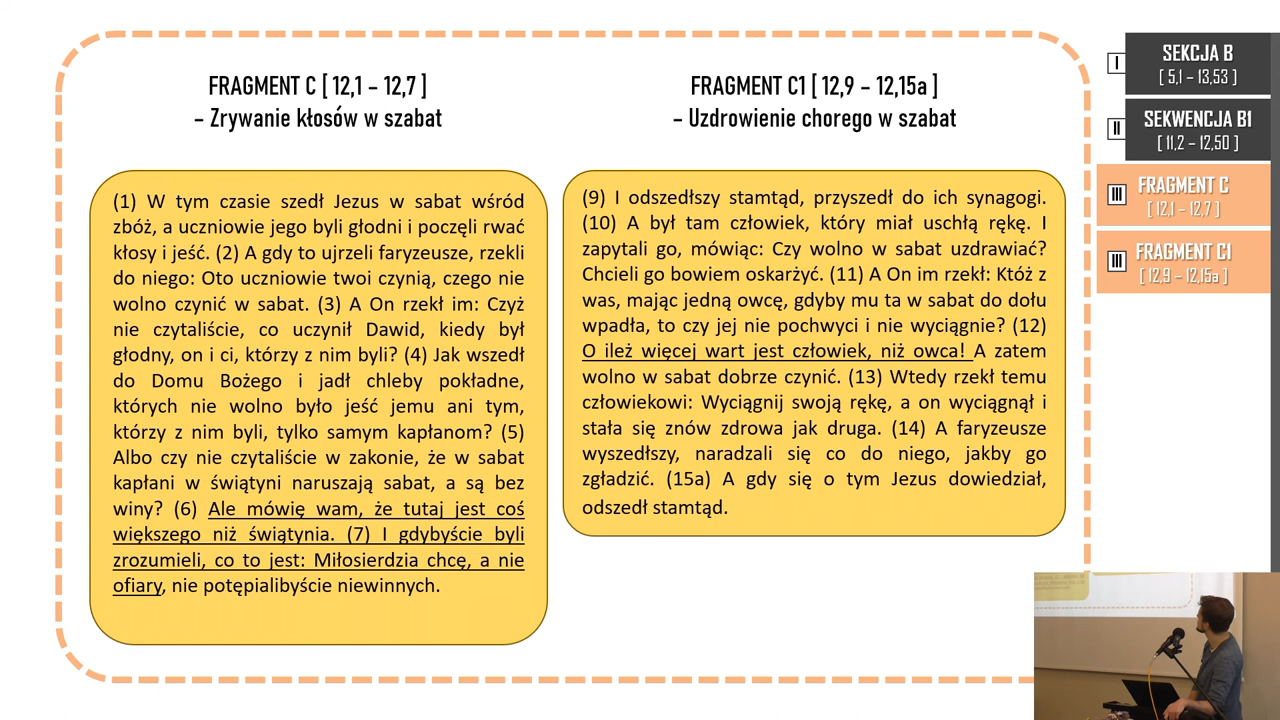 FRAGMENT C [ 12,1 – 12,7 ]
– Zrywanie kłosów w szabat
(1) W tym czasie szedł Jezus w sabat wśród
zbóż, a uczniowie jego byli głodni i poczęli rwać
kłosy i jeść. (2) A gdy to ujrzeli faryzeusze, rzekli
do niego: Oto uczniowie twoi czynią, czego nie
wolno czynić w sabat. (3) A On rzekł im: Czyż
nie czytaliście, co uczynił Dawid, kiedy był
głodny, on i ci, którzy z nim byli? (4) Jak wszedł
do Domu Bożego i jadł chleby pokładne,
których nie wolno było jeść jemu ani tym,
którzy z nim byli, tylko samym kapłanom? (5)
Albo czy nie czytaliście w zakonie, że w sabat
kapłani w świątyni naruszają sabat, a są bez
winy? (6) Ale mówię wam, że tutaj jest coś
większego niż świątynia. (7) I gdybyście byli
zrozumieli, co to jest: Miłosierdzia chcę, a nie
ofiary, nie potępialibyście niewinnych.
FRAGMENT C1 [ 12,9 – 12,15a ]
– Uzdrowienie chorego w szabat
(9) I odszedłszy stamtąd, przyszedł do ich synagogi.
(10) A był tam człowiek, który miał uschłą rękę. I
zapytali go, mówiąc: Czy wolno w sabat uzdrawiać?
Chcieli go bowiem oskarżyć. (11) A On im rzekł: Któż z
was, mając jedną owcę, gdyby mu ta w sabat do dołu
wpadła, to czy jej nie pochwyci i nie wyciągnie? (12)
O ileż więcej wart jest człowiek, niż owca! A zatem
wolno w sabat dobrze czynić. (13) Wtedy rzekł temu
człowiekowi: Wyciągnij swoją rękę, a on wyciągnął i
stała się znów zdrowa jak druga. (14) A faryzeusze
wyszedłszy, naradzali się co do niego, jakby go
zgładzić. (15a) A gdy się o tym Jezus dowiedział,
odszedł stamtąd.
I
SEKCJA B
[ 5,1 – 13,53 ]
II
SEKWENCJA B1
[ 11,2 – 12,50 ]
III
FRAGMENT C
[ 12,1 – 12,7 ]
III
FRAGMENT C1
[ 12,9 – 12,15a ]